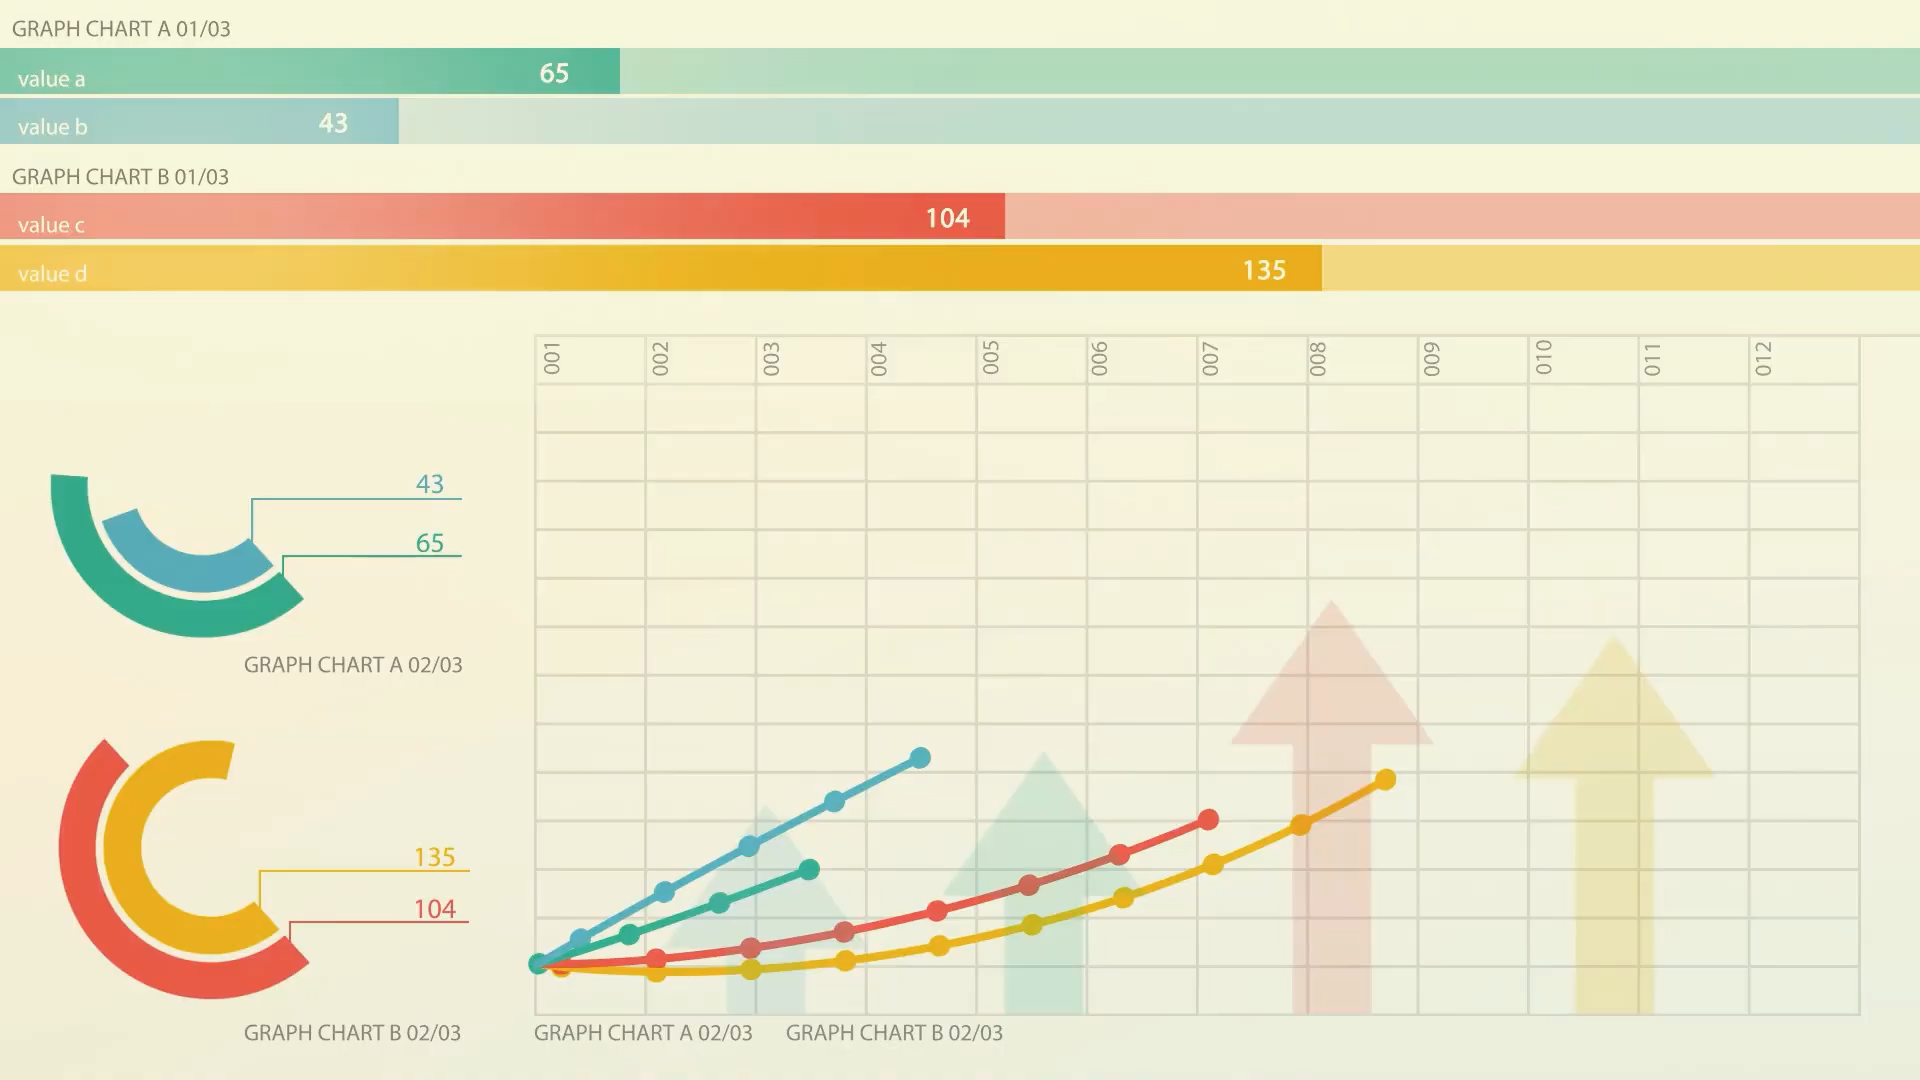 GRAPH CHART A 01/03
value a 65
value b 43
GRAPH CHART B 01/03
value c 104
value d 135
001 002 003 004 005 006 007 008 009 010 011 012
43
65
GRAPH CHART A 02/03
135
104
GRAPH CHART B 02/03
GRAPH CHART A 02/03 GRAPH CHART B 02/03